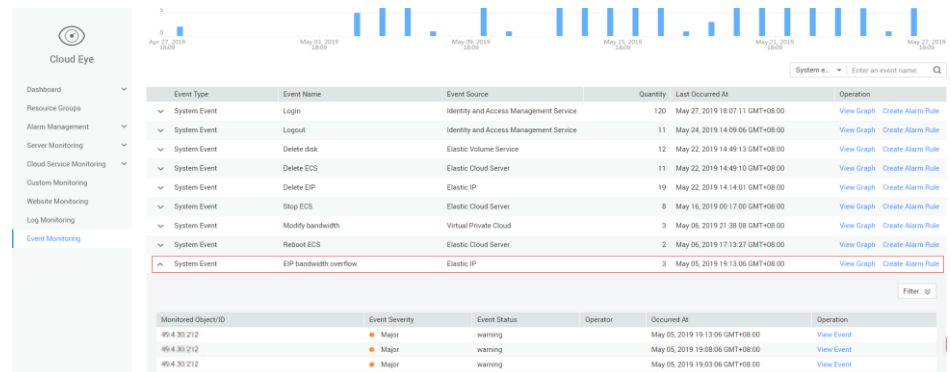 5
0
Apr 27, 2019
18:09
May 03, 2019
18:09
May 09, 2019
18:09
May 15, 2019
18:09
May 21, 2019
18:09
May 27, 2019
18:09
Cloud Eye
Dashboard
Resource Groups
Alarm Management
Server Monitoring
Cloud Service Monitoring
Custom Monitoring
Website Monitoring
Log Monitoring
Event Monitoring
System e... Enter an event name.
Event Type Event Name Event Source Quantity Last Occurred At Operation
System Event Login Identity and Access Management Service 120 May 27, 2019 18:07:11 GMT+08:00 View Graph Create Alarm Rule
System Event Logout Identity and Access Management Service 11 May 24, 2019 14:09:06 GMT+08:00 View Graph Create Alarm Rule
System Event Delete disk Elastic Volume Service 12 May 22, 2019 14:49:13 GMT+08:00 View Graph Create Alarm Rule
System Event Delete ECS Elastic Cloud Server 11 May 22, 2019 14:49:10 GMT+08:00 View Graph Create Alarm Rule
System Event Delete EIP Elastic IP 19 May 22, 2019 14:14:01 GMT+08:00 View Graph Create Alarm Rule
System Event Stop ECS Elastic Cloud Server 8 May 16, 2019 00:17:00 GMT+08:00 View Graph Create Alarm Rule
System Event Modify bandwidth Virtual Private Cloud 3 May 06, 2019 21:38:08 GMT+08:00 View Graph Create Alarm Rule
System Event Reboot ECS Elastic Cloud Server 2 May 06, 2019 17:13:27 GMT+08:00 View Graph Create Alarm Rule
System Event EIP bandwidth overflow Elastic IP 3 May 05, 2019 19:13:06 GMT+08:00 View Graph Create Alarm Rule
Filter
Monitored Object/ID Event Severity Event Status Operator Occurred At Operation
Major warning May 05, 2019 19:13:06 GMT+08:00 View Event
Major warning May 05, 2019 19:08:06 GMT+08:00 View Event
Major warning May 05, 2019 19:03:06 GMT+08:00 View Event